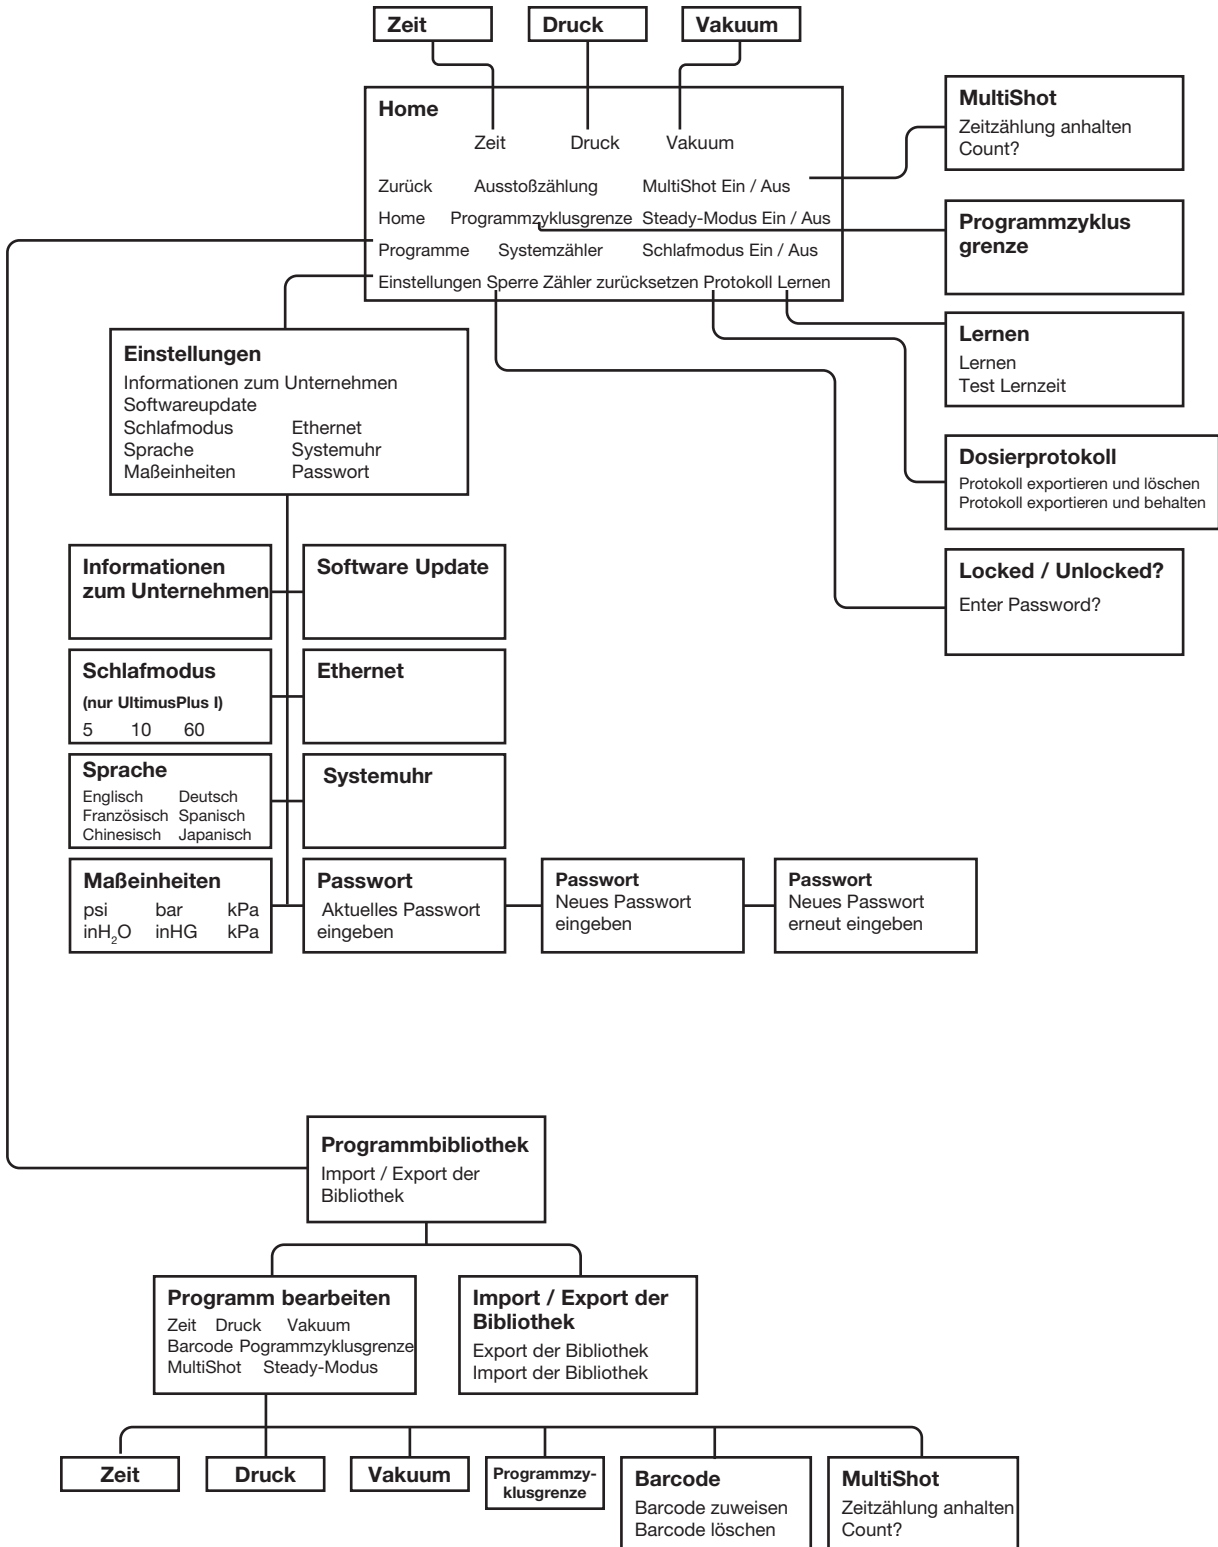 Zeit
Druck
Vakuum
Home
Zeit Druck Vakuum
Zurück Ausstoßzählung MultiShot Ein / Aus
Home Programmzyklusgrenze Steady-Modus Ein / Aus
Programme Systemzähler Schlafmodus Ein / Aus
Einstellungen Sperre Zähler zurücksetzen Protokoll Lernen
MultiShot
Zeitzählung anhalten
Count?
Programmzyklus
grenze
Lernen
Lernen
Test Lernzeit
Dosierprotokoll
Protokoll exportieren und löschen
Protokoll exportieren und behalten
Locked / Unlocked?
Enter Password?
Einstellungen
Informationen zum Unternehmen
Softwareupdate
Schlafmodus Ethernet
Sprache Systemuhr
Maßeinheiten Passwort
Informationen
zum Unternehmen
Software Update
Schlafmodus
(nur UltimusPlus I)
5 10 60
Ethernet
Sprache
Englisch Deutsch
Französisch Spanisch
Chinesisch Japanisch
Systemuhr
Maßeinheiten
psi bar kPa
inH₂O inHG kPa
Passwort
Aktuelles Passwort
eingeben
Passwort
Neues Passwort
eingeben
Passwort
Neues Passwort
erneut eingeben
Programmbibliothek
Import / Export der
Bibliothek
Programm bearbeiten
Zeit Druck Vakuum
Barcode Pogrammzyklusgrenze
MultiShot Steady-Modus
Import / Export der
Bibliothek
Export der Bibliothek
Import der Bibliothek
Zeit
Druck
Vakuum
Programmzy-
klusgrenze
Barcode
Barcode zuweisen
Barcode löschen
MultiShot
Zeitzählung anhalten
Count?